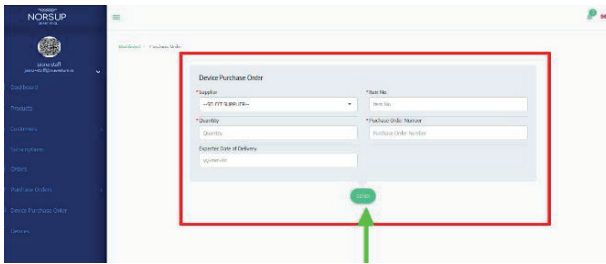 NORSUP
Dashboard
Products
Customers
Subscriptions
Orders
Purchase Orders
Device Purchase Order
Devices
Dashboard
Purchase Order
Device Purchase Order
*Supplier
--SELECT SUPPLIER--
*Item No.
Item No.
*Quantity
Quantity
*Purchase Order Number
Purchase Order Number
Expected Date of Delivery